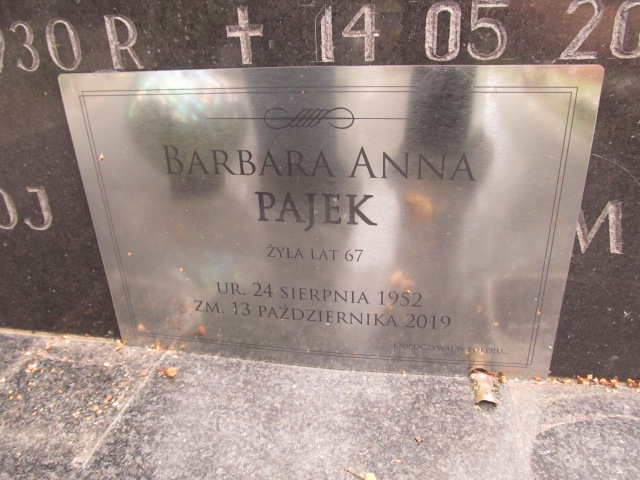 930 R ✝ 14 05 20
BARBARA ANNA
PAJEK
ŻYŁA LAT 67
OJ
M
UR. 24 SIERPNIA 1952
ZM. 13 PAŹDZIERNIKA 2019
ODPOCZYWAJ W POKOJU...